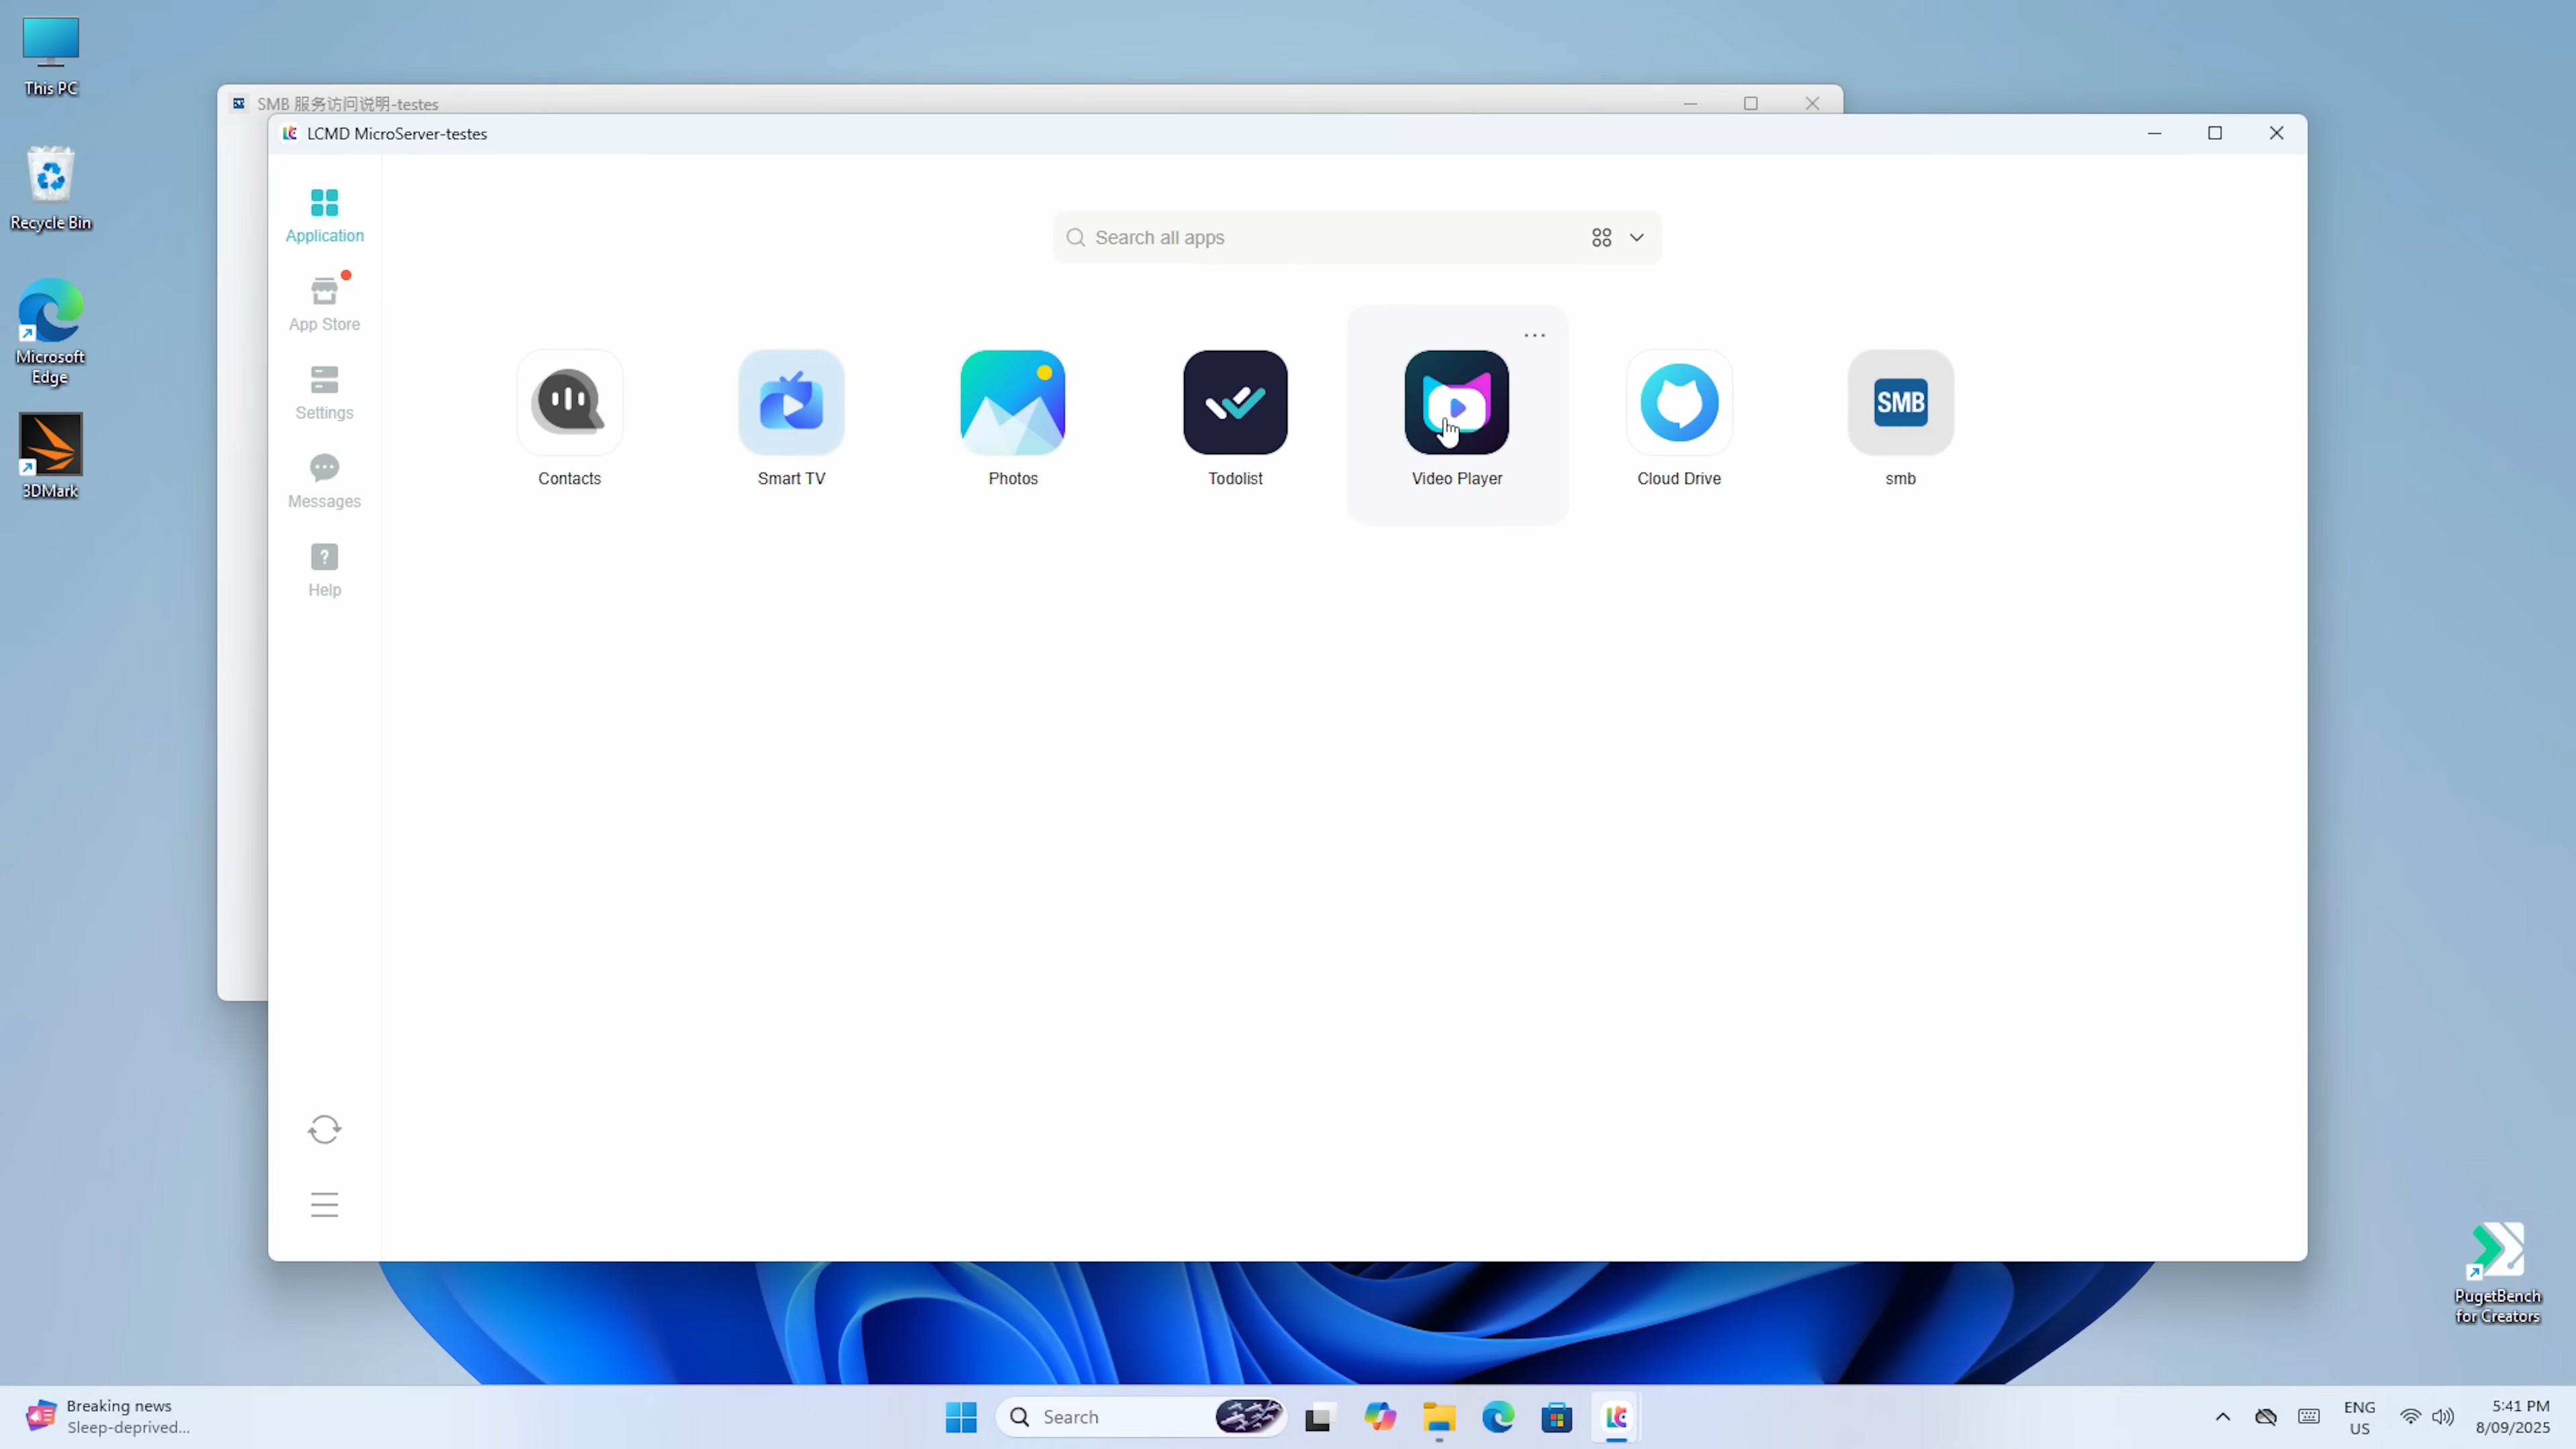 This PC
Recycle Bin
Microsoft
Edge
3DMark
SMB 服务访问说明-testes
LCMD MicroServer-testes
Application
App Store
Settings
Messages
Help
Search all apps
Contacts
Smart TV
Photos
Todolist
Video Player
Cloud Drive
SMB
smb
PugetBench
for Creators
Breaking news
Sleep-deprived...
Search
ENG
US
5:41 PM
8/09/2025